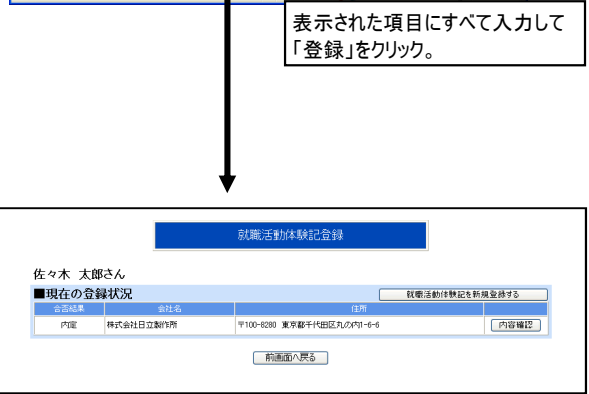 表示された項目にすべて入力して
「登録」をクリック。
就職活動体験記登録
佐々木 太郎さん
■現在の登録状況 就職活動体験記を新規登録する
合否結果 会社名 住所
内定 株式会社日立製作所 〒100-8280 東京都千代田区丸の内1-6-6 内容確認
前画面へ戻る